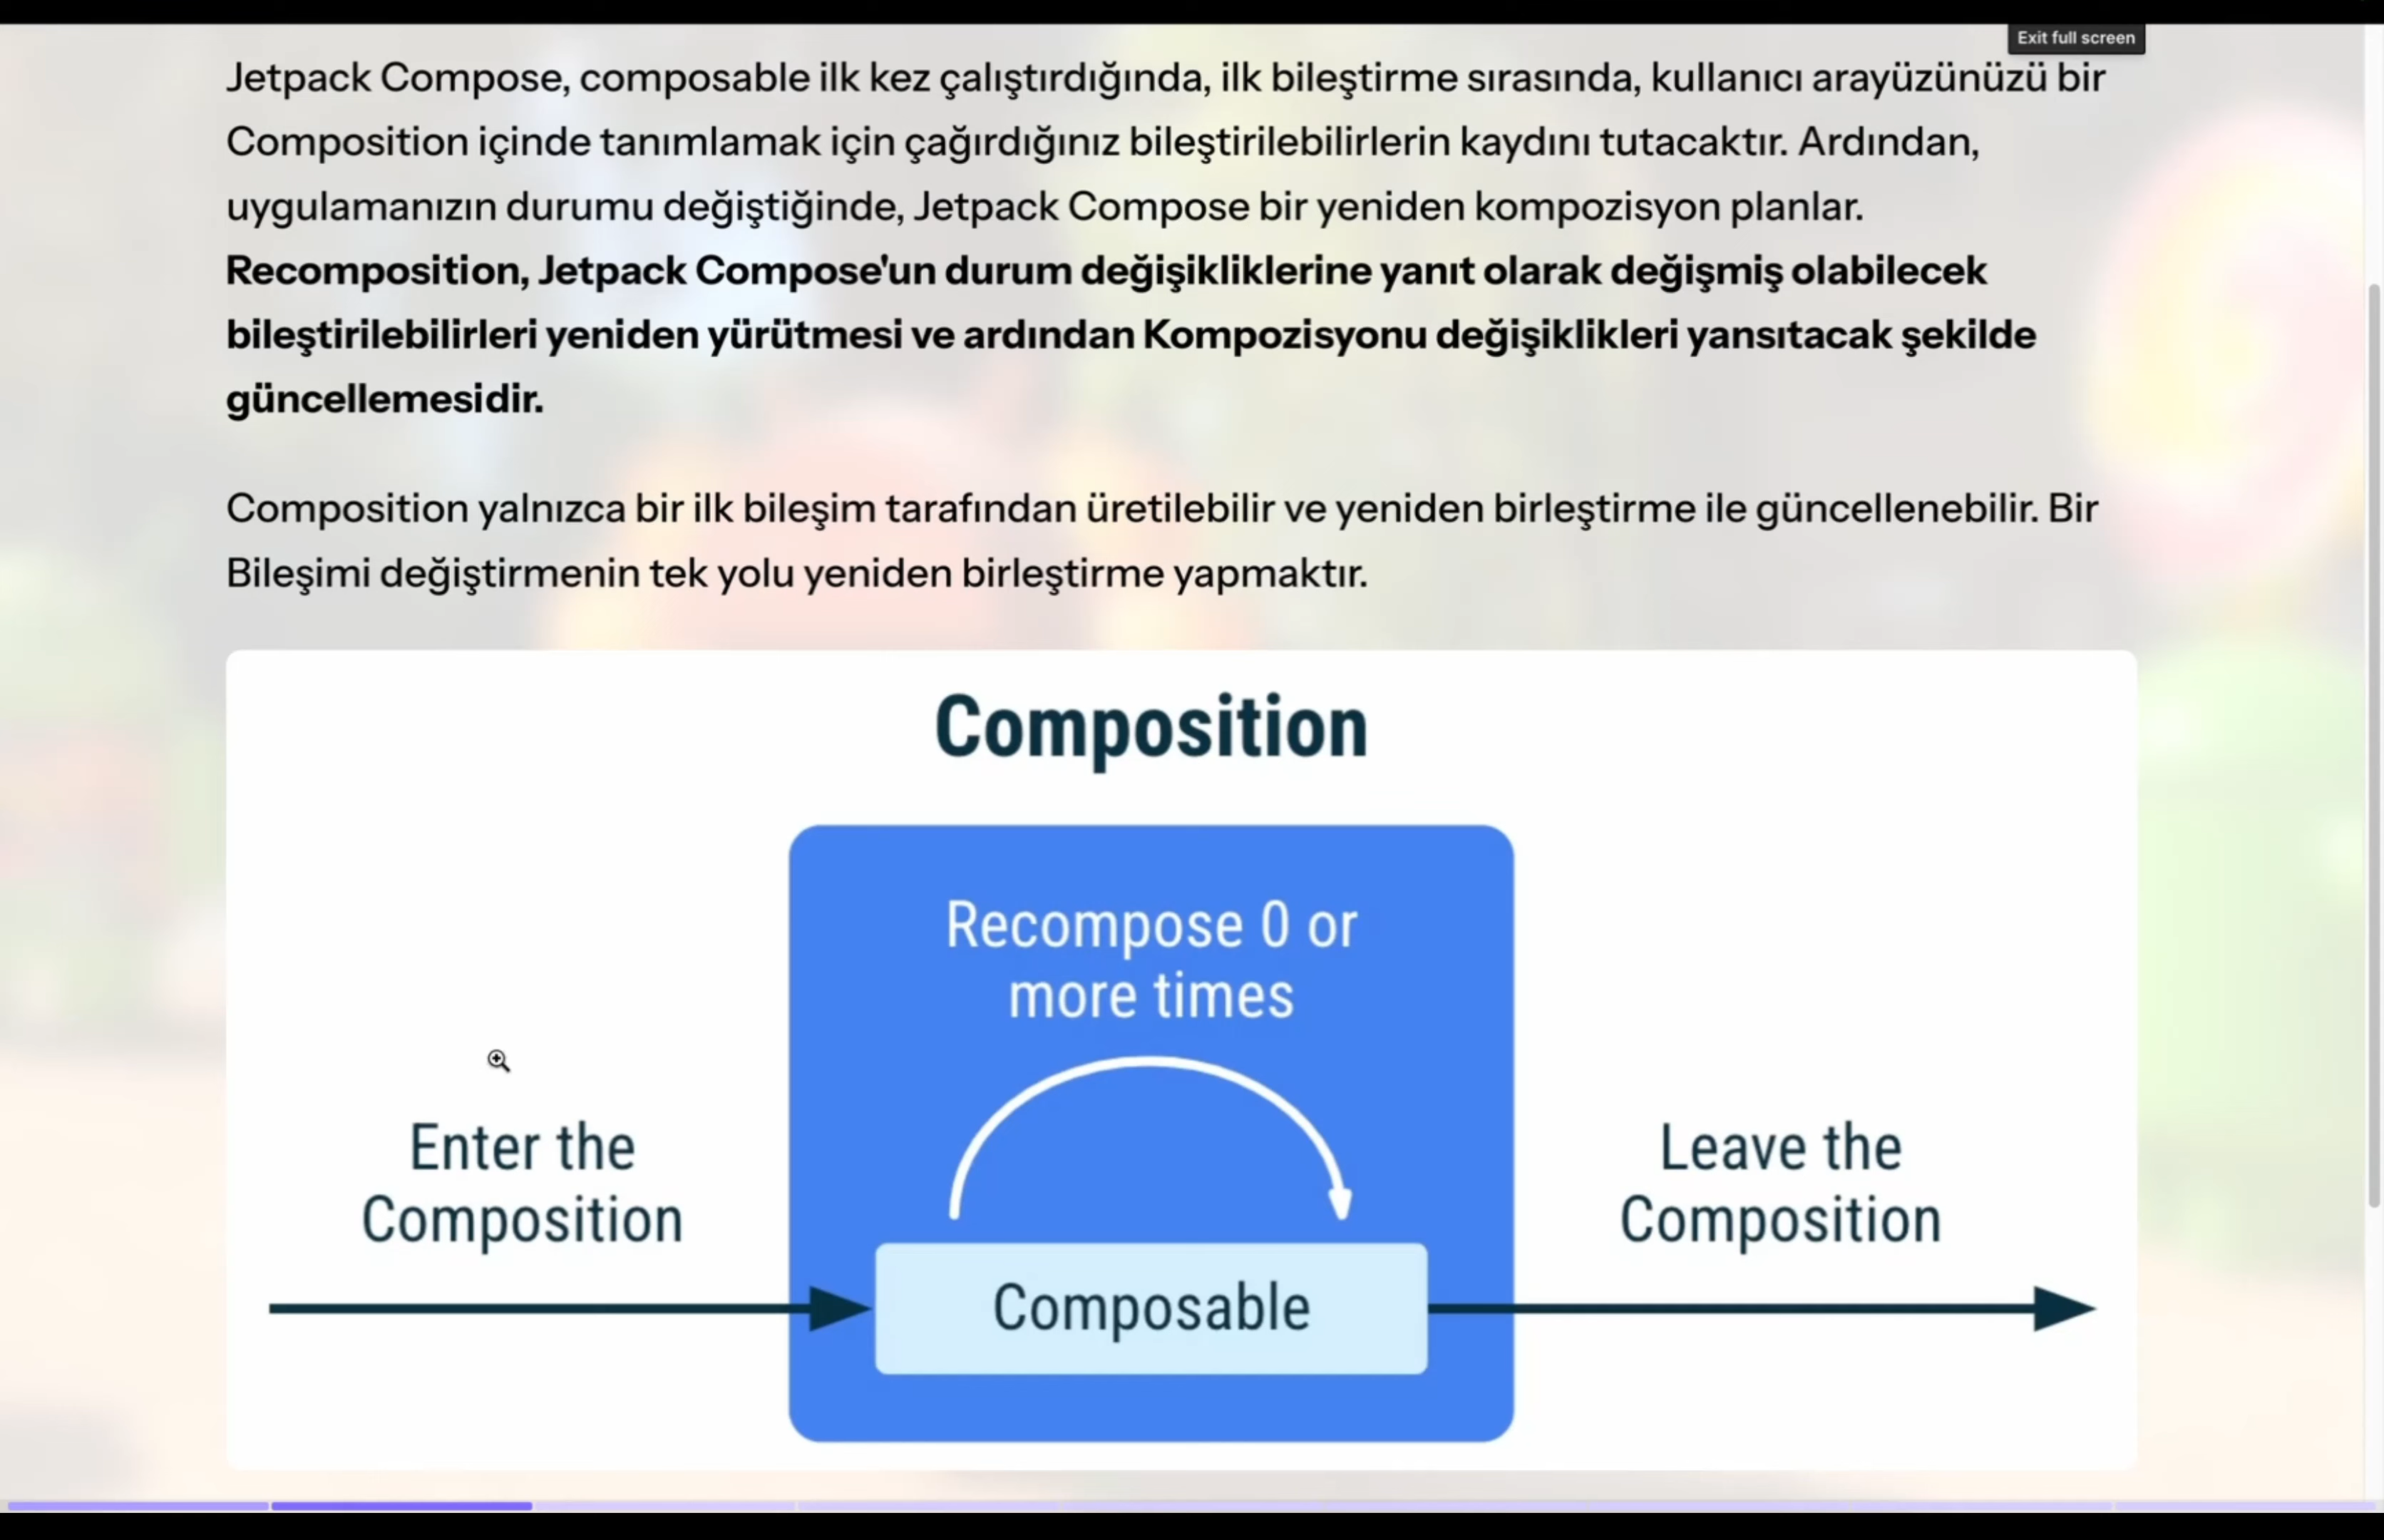 Exit full screen
Jetpack Compose, composable ilk kez çalıştırdığında, ilk bileştirme sırasında, kullanıcı arayüzünüzü bir
Composition içinde tanımlamak için çağırdığınız bileştirilebilirlerin kaydını tutacaktır. Ardından,
uygulamanızın durumu değiştiğinde, Jetpack Compose bir yeniden kompozisyon planlar.
Recomposition, Jetpack Compose'un durum değişikliklerine yanıt olarak değişmiş olabilecek
bileştirilebilirleri yeniden yürütmesi ve ardından Kompozisyonu değişiklikleri yansıtacak şekilde
güncellemesidir.
Composition yalnızca bir ilk bileşim tarafından üretilebilir ve yeniden birleştirme ile güncellenebilir. Bir
Bileşimi değiştirmenin tek yolu yeniden birleştirme yapmaktır.
Composition
Recompose 0 or
more times
Enter the
Composition
Composable
Leave the
Composition